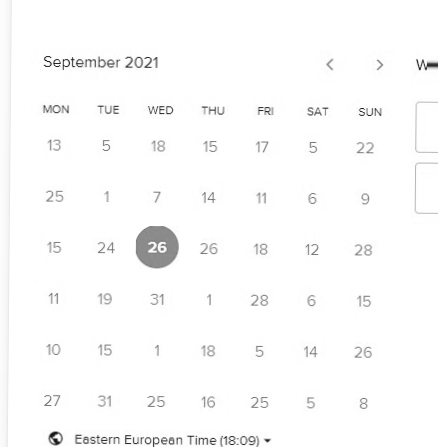 September 2021 < >
MON TUE WED THU FRI SAT SUN
13 5 18 15 17 5 22
25 1 7 14 11 6 9
15 24 26 26 18 12 28
11 19 31 1 28 6 15
10 15 1 18 5 14 26
27 31 25 16 25 5 8
Eastern European Time (18:09)